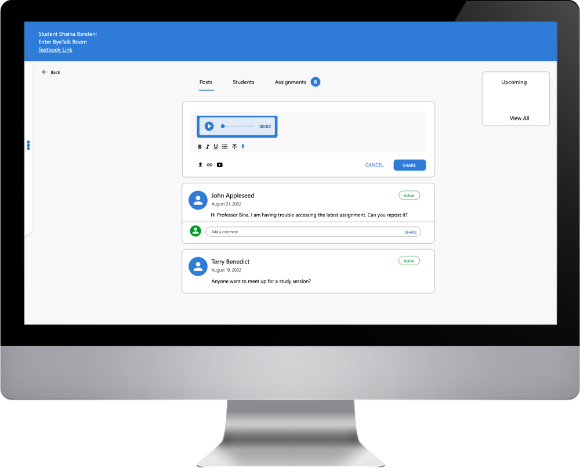 Student Shaina Bandeni
Enter ByeTalk Room
Textbook Link
Back
Posts Students Assignments
Upcoming
View All
00:02
B I U
CANCEL SHARE
John Appleseed Active
August 21, 2022
Hi Professor Bina, I am having trouble accessing the latest assignment. Can you repost it?
Add a comment SHARE
Terry Benedict Active
August 19, 2022
Anyone want to meet up for a study session?